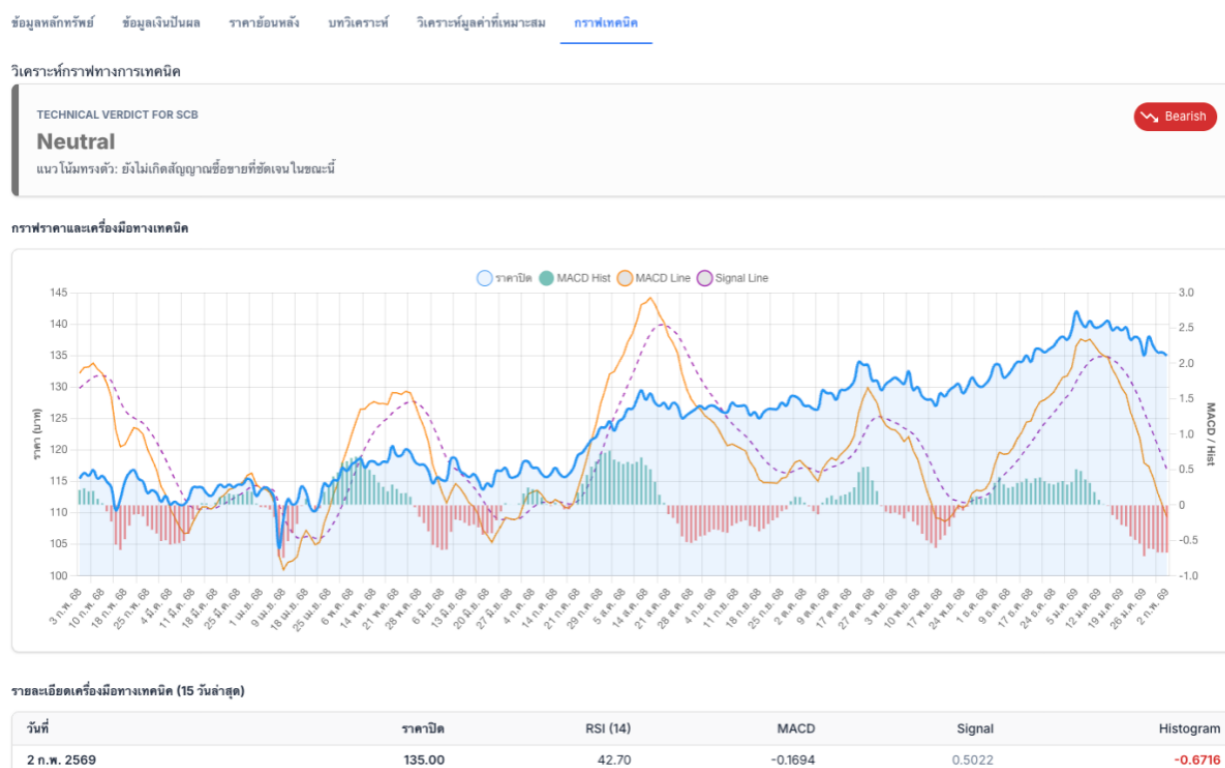 ข้อมูลหลักทรัพย์ ข้อมูลเงินปันผล ราคาย้อนหลัง บทวิเคราะห์ วิเคราะห์มูลค่าที่เหมาะสม กราฟเทคนิค
วิเคราะห์กราฟทางการเทคนิค
TECHNICAL VERDICT FOR SCB
Bearish
Neutral
แนวโน้มทรงตัว: ยังไม่เกิดสัญญาณซื้อขายที่ชัดเจนในขณะนี้
กราฟราคาและเครื่องมือทางเทคนิค
ราคาปิด MACD Hist MACD Line Signal Line
145 3.0
140 2.5
135 2.0
130 1.5
125 1.0
120 0.5
115 0
110 -0.5
105 -1.0
100
ราคา (บาท)
MACD / Hist
3 ก.พ. 68 10 ก.พ. 68 18 ก.พ. 68 25 ก.พ. 68 4 มี.ค. 68 11 มี.ค. 68 18 มี.ค. 68 25 มี.ค. 68 1 เม.ย. 68 9 เม.ย. 68 18 เม.ย. 68 25 เม.ย. 68 6 พ.ค. 68 14 พ.ค. 68 21 พ.ค. 68 28 พ.ค. 68 6 มิ.ย. 68 13 มิ.ย. 68 20 มิ.ย. 68 27 มิ.ย. 68 4 ก.ค. 68 14 ก.ค. 68 21 ก.ค. 68 29 ก.ค. 68 5 ส.ค. 68 14 ส.ค. 68 21 ส.ค. 68 28 ส.ค. 68 4 ก.ย. 68 11 ก.ย. 68 18 ก.ย. 68 25 ก.ย. 68 2 ต.ค. 68 9 ต.ค. 68 17 ต.ค. 68 27 ต.ค. 68 3 พ.ย. 68 10 พ.ย. 68 17 พ.ย. 68 24 พ.ย. 68 1 ธ.ค. 68 9 ธ.ค. 68 17 ธ.ค. 68 24 ธ.ค. 68 5 ม.ค. 69 12 ม.ค. 69 19 ม.ค. 69 26 ม.ค. 69 2 ก.พ. 69
รายละเอียดเครื่องมือทางเทคนิค (15 วันล่าสุด)
วันที่ ราคาปิด RSI (14) MACD Signal Histogram
2 ก.พ. 2569 135.00 42.70 -0.1694 0.5022 -0.6716